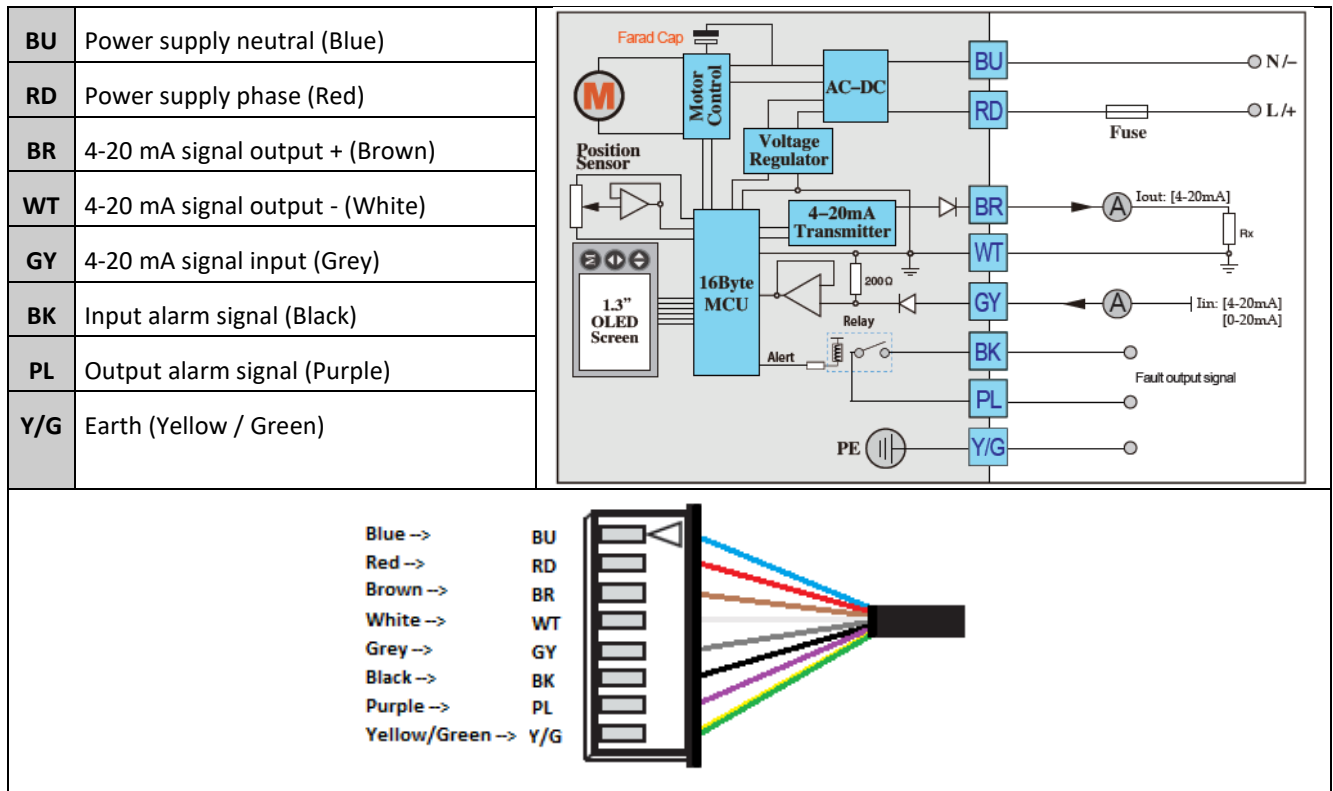 BU Power supply neutral (Blue)
RD Power supply phase (Red)
BR 4-20 mA signal output + (Brown)
WT 4-20 mA signal output - (White)
GY 4-20 mA signal input (Grey)
BK Input alarm signal (Black)
PL Output alarm signal (Purple)
Y/G Earth (Yellow / Green)
Farad Cap
M
Motor
Control
AC-DC
Voltage
Regulator
Position
Sensor
4-20mA
Transmitter
M
1.3”
OLED
Screen
16Byte
MCU
200Ω
Relay
Alert
PE
BU
RD
BR
WT
GY
BK
PL
Y/G
N/-
L/+
Fuse
A
Iout: [4-20mA]
Rx
A
Iin: [4-20mA]
[0-20mA]
Fault output signal
Blue --> BU
Red --> RD
Brown --> BR
White --> WT
Grey --> GY
Black --> BK
Purple --> PL
Yellow/Green --> Y/G